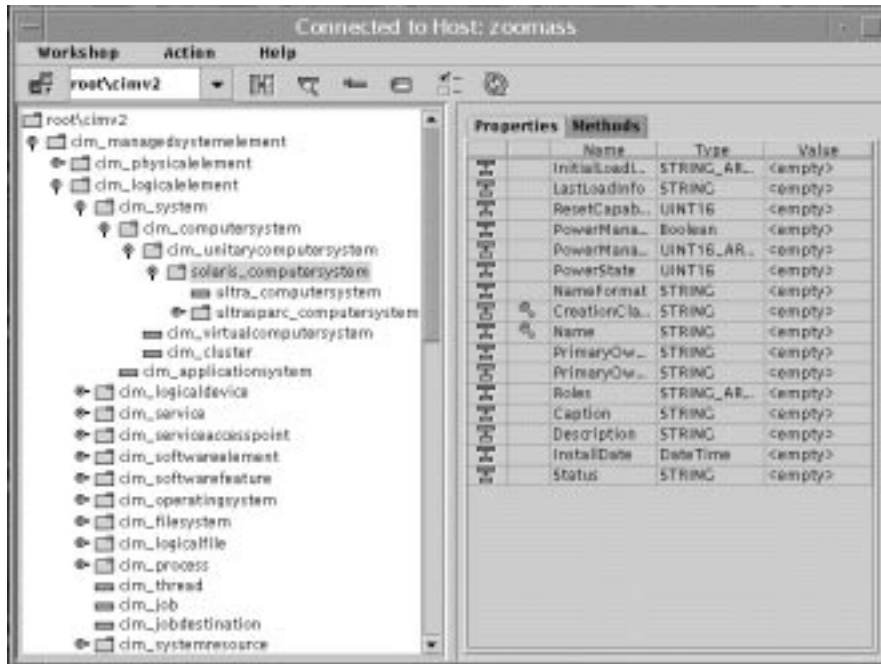 Connected to Host: zoomass
Workshop Action Help
root\cimv2
root\cimv2
cim_managedsystemelement
cim_physicalelement
cim_logicalelement
cim_system
cim_computersystem
cim_unitarycomputersystem
solaris_computersystem
ultra_computersystem
ultrasparc_computersystem
cim_virtualcomputersystem
cim_cluster
cim_applicationsystem
cim_logicaldevice
cim_service
cim_serviceaccesspoint
cim_softwareelement
cim_softwarefeature
cim_operatingsystem
cim_filesystem
cim_logicalfile
cim_process
cim_thread
cim_job
cim_jobdestination
cim_systemresource
Properties Methods
Name Type Value
InitialLoadI... STRING_AR... <empty>
LastLoadInfo STRING <empty>
ResetCapab... UINT16 <empty>
PowerMana... Boolean <empty>
PowerMana... UINT16_AR... <empty>
PowerState UINT16 <empty>
NameFormat STRING <empty>
CreationCla... STRING <empty>
Name STRING <empty>
PrimaryOw... STRING <empty>
PrimaryOw... STRING <empty>
Roles STRING_AR... <empty>
Caption STRING <empty>
Description STRING <empty>
InstallDate DateTime <empty>
Status STRING <empty>